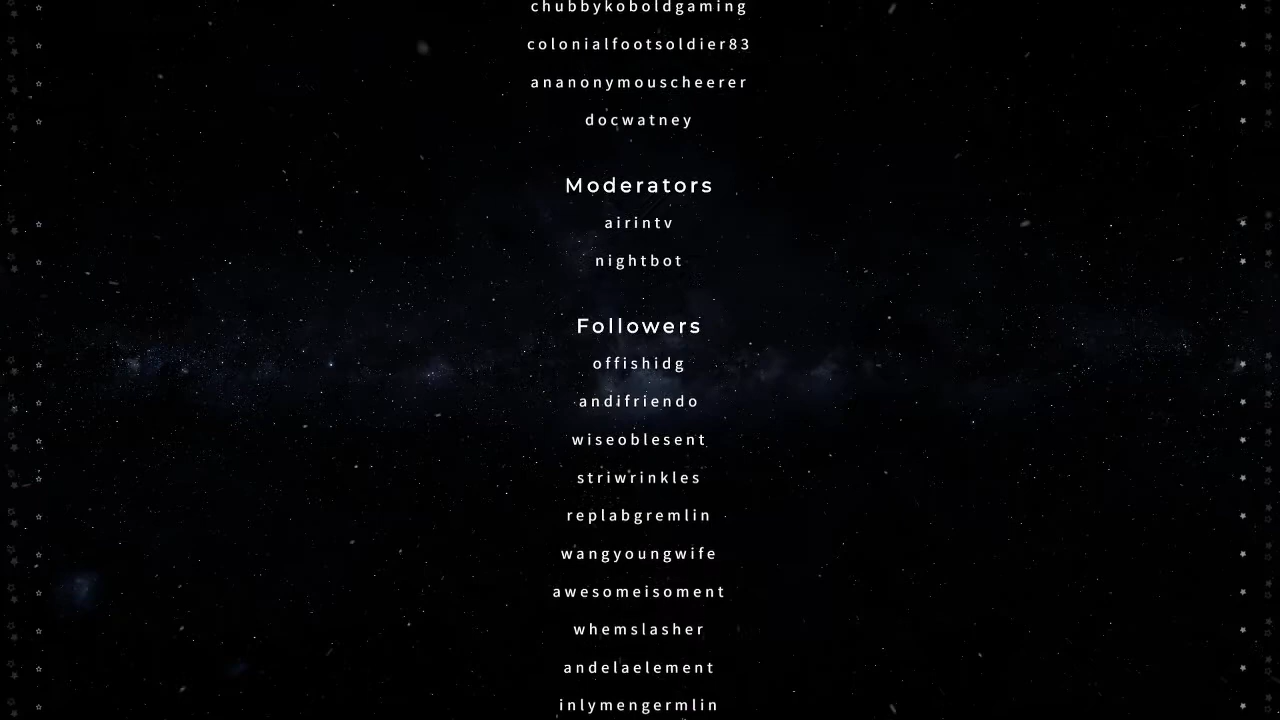 chubbykoboldgaming
colonialfootsoldier83
ananonymouscheerer
docwatney
Moderators
airintv
nightbot
Followers
offishidg
andifriendo
wiseoblesent
striwrinkles
replabgremlin
wangyoungwife
awesomeisoment
whemslasher
andelaelement
inlymengermlin